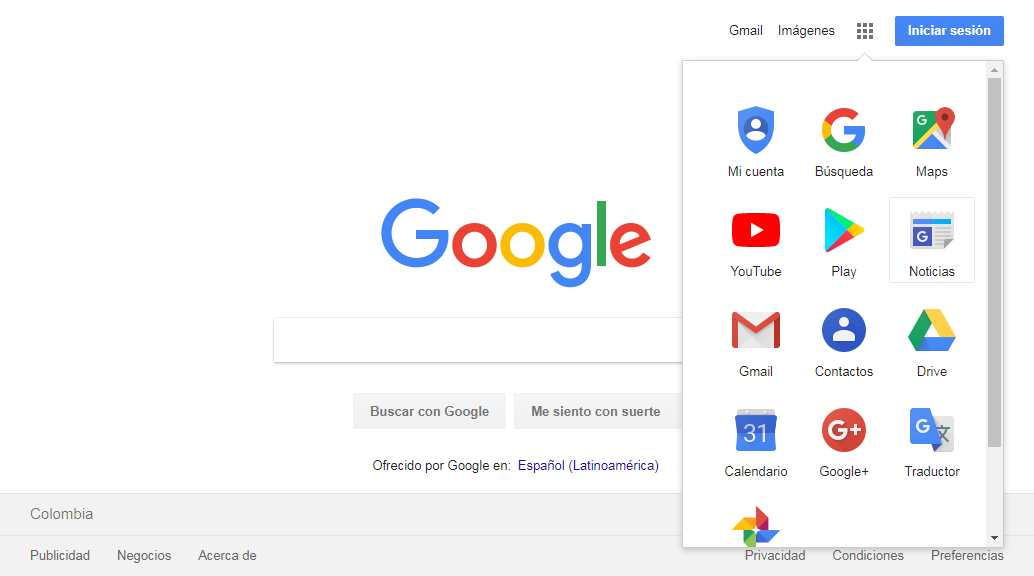 Gmail Imágenes Iniciar sesión
Mi cuenta Búsqueda Maps
YouTube Play Noticias
Google
Gmail Contactos Drive
31
Calendario Google+ Traductor
Buscar con Google Me siento con suerte
Ofrecido por Google en: Español (Latinoamérica)
Colombia
Publicidad Negocios Acerca de Privacidad Condiciones Preferencias